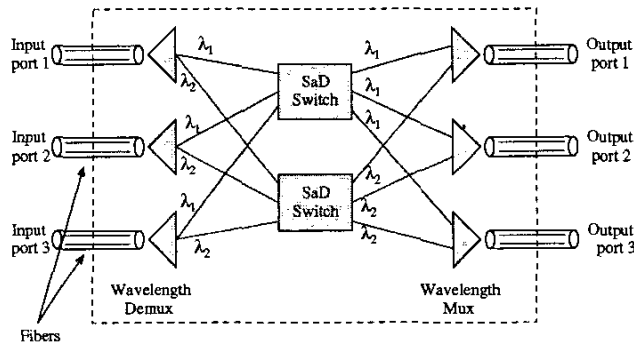 Input
port 1
λ1
λ2
SaD
Switch
λ1
λ1
λ1
Output
port 1
Input
port 2
λ1
λ2
Output
port 2
Input
port 3
λ1
λ2
SaD
Switch
λ2
λ2
λ2
Output
port 3
Wavelength
Demux
Wavelength
Mux
Fibers